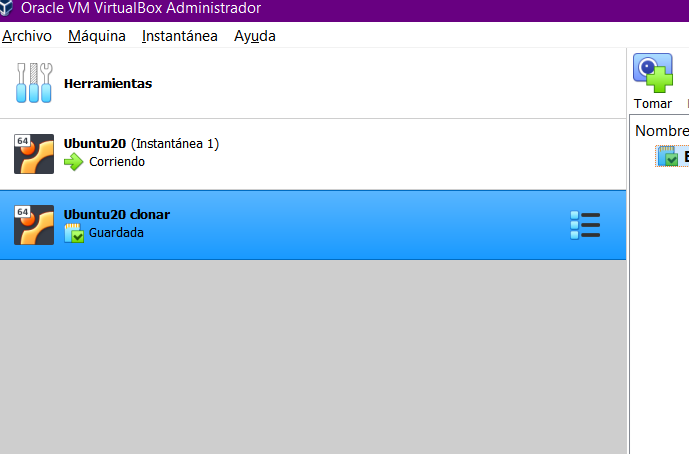 Oracle VM VirtualBox Administrador
Archivo Máquina Instantánea Ayuda
Herramientas
Tomar
Nombre
64
Ubuntu20 (Instantánea 1)
Corriendo
64
Ubuntu20 clonar
Guardada